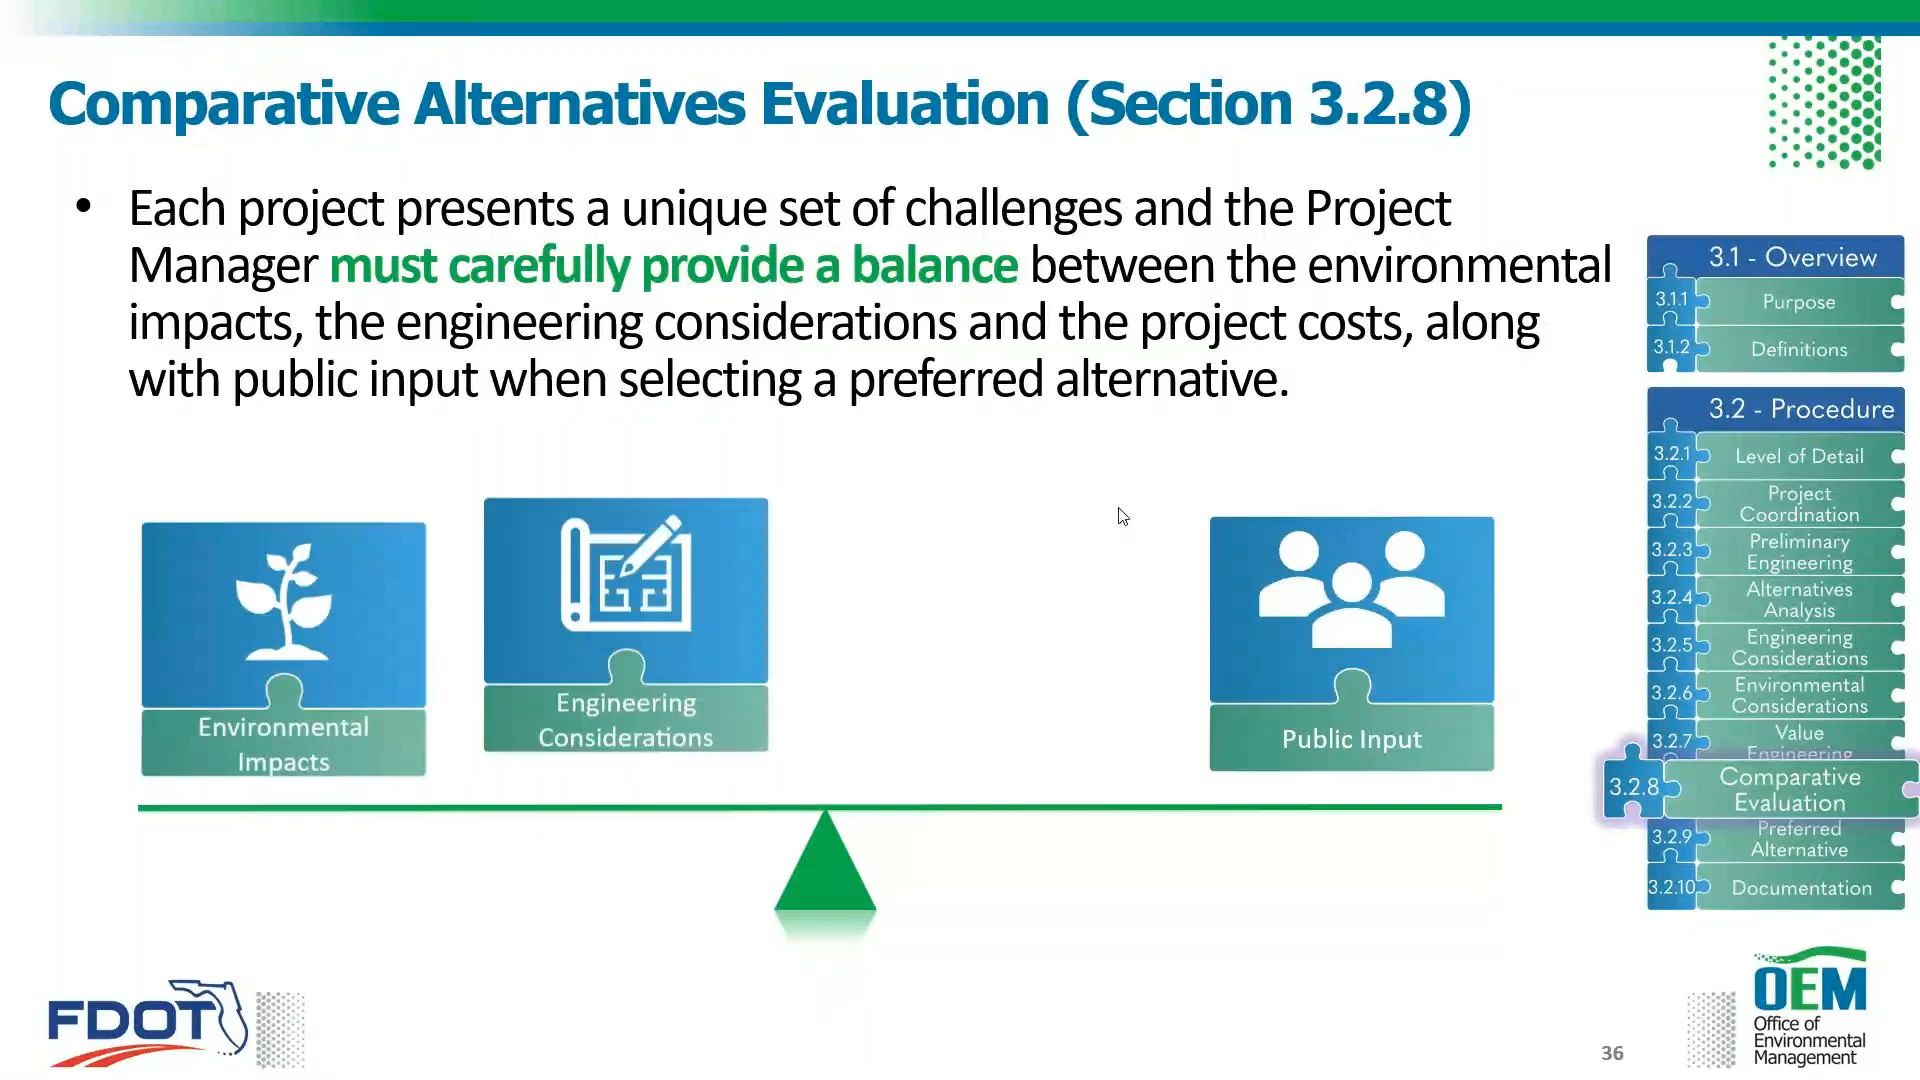 Comparative Alternatives Evaluation (Section 3.2.8)
• Each project presents a unique set of challenges and the Project
Manager must carefully provide a balance between the environmental
impacts, the engineering considerations and the project costs, along
with public input when selecting a preferred alternative.
Environmental
Impacts
Engineering
Considerations
Public Input
3.1 - Overview
3.1.1 Purpose
3.1.2 Definitions
3.2 - Procedure
3.2.1 Level of Detail
3.2.2 Project
Coordination
3.2.3 Preliminary
Engineering
3.2.4 Alternatives
Analysis
3.2.5 Engineering
Considerations
3.2.6 Environmental
Considerations
3.2.7 Value
Engineering
3.2.8 Comparative
Evaluation
3.2.9 Preferred
Alternative
3.2.10 Documentation
FDOT
36
OEM
Office of
Environmental
Management